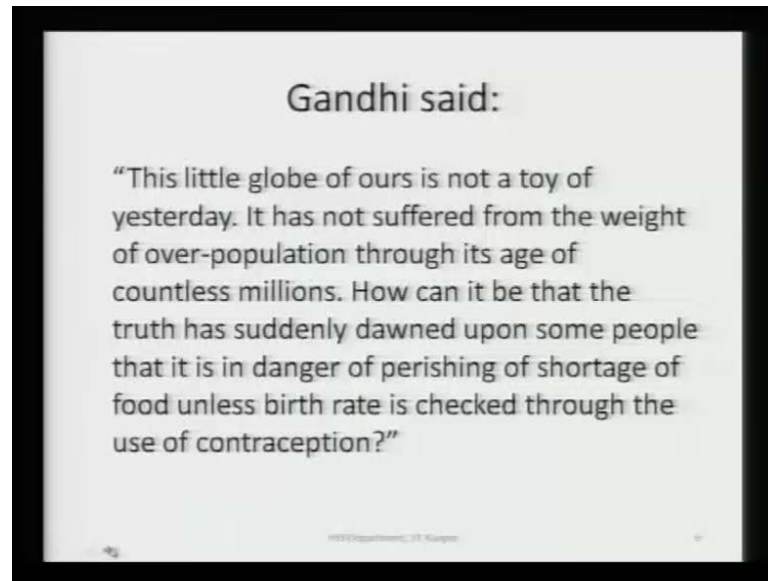 Gandhi said:
“This little globe of ours is not a toy of
yesterday. It has not suffered from the weight
of over-population through its age of
countless millions. How can it be that the
truth has suddenly dawned upon some people
that it is in danger of perishing of shortage of
food unless birth rate is checked through the
use of contraception?”